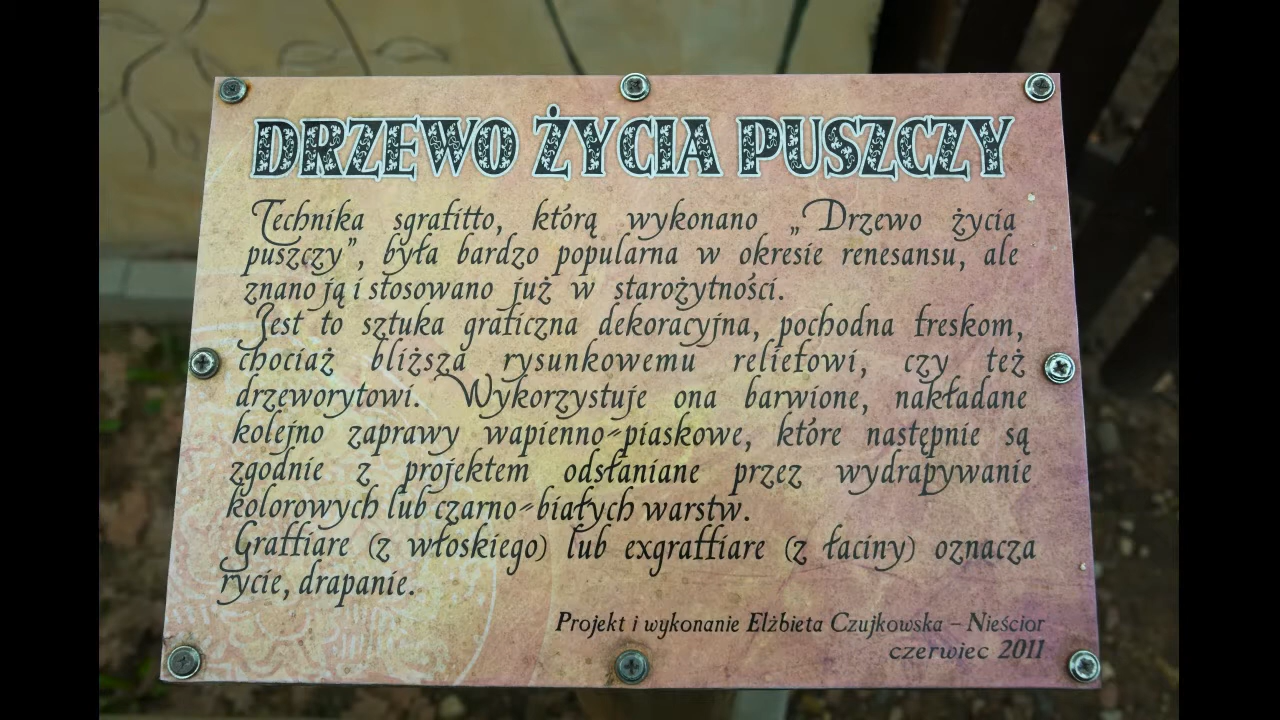 DRZEWO ŻYCIA PUSZCZY
Technika sgrafitto, którą wykonano „Drzewo życia
puszczy”, była bardzo popularna w okresie renesansu, ale
znano ją i stosowano już w starożytności.
Jest to sztuka graficzna dekoracyjna, pochodna freskom,
chociaż bliższa rysunkowemu reliefowi, czy też
drzeworytowi. Wykorzystuje ona barwione, nakładane
kolejno zaprawy wapienno-piaskowe, które następnie są
zgodnie z projektem odsłaniane przez wydrapywanie
kolorowych lub czarno-białych warstw.
Graffiare (z włoskiego) lub exgraffiare (z łaciny) oznacza
rycie, drapanie.
Projekt i wykonanie Elżbieta Czujkowska – Nieścior
czerwiec 2011